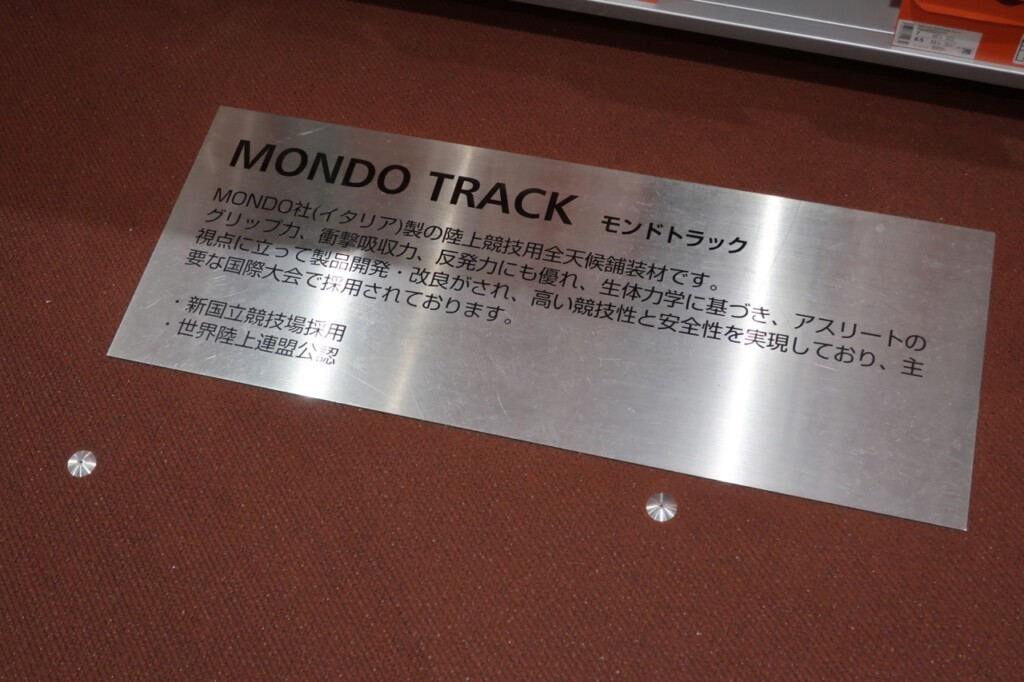 MONDO TRACK モンドトラック
MONDO社(イタリア)製の陸上競技用全天候舗装材です。
グリップ力、衝撃吸収力、反発力にも優れ、生体力学に基づき、アスリートの
視点に立って製品開発・改良がされ、高い競技性と安全性を実現しており、主
要な国際大会で採用されております。
・新国立競技場採用
・世界陸上連盟公認